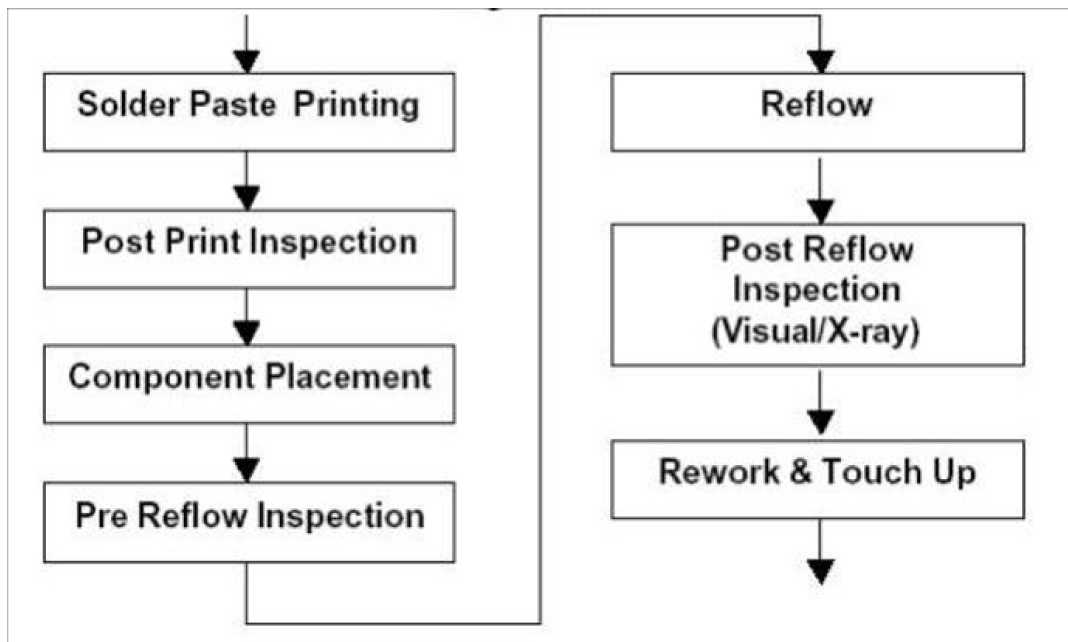 Solder Paste Printing
Post Print Inspection
Component Placement
Pre Reflow Inspection
Reflow
Post Reflow
Inspection
(Visual/X-ray)
Rework & Touch Up